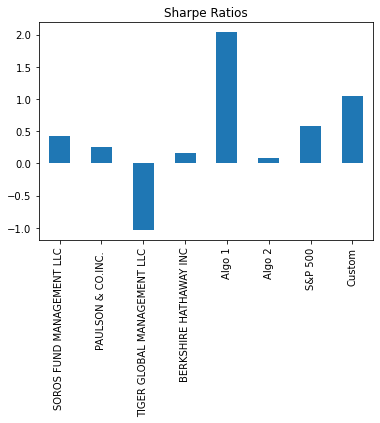 Sharpe Ratios
2.0
1.5
1.0
0.5
0.0
−0.5
−1.0
SOROS FUND MANAGEMENT LLC
PAULSON & CO.INC.
TIGER GLOBAL MANAGEMENT LLC
BERKSHIRE HATHAWAY INC
Algo 1
Algo 2
S&P 500
Custom